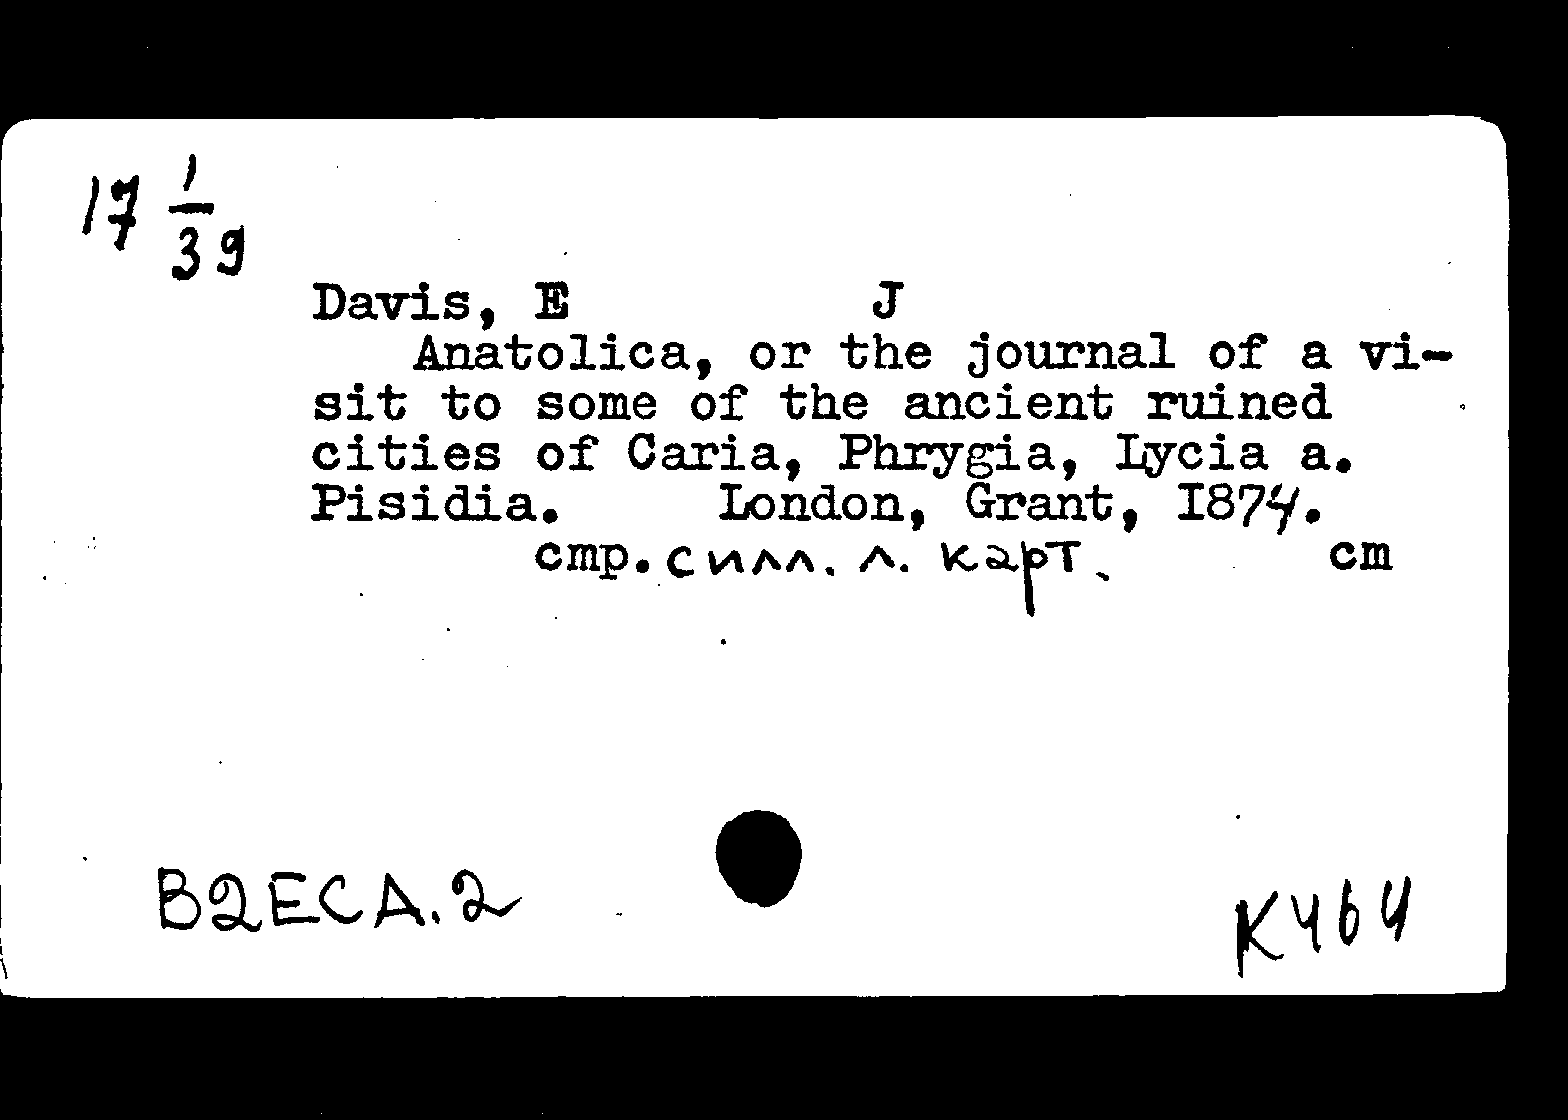 17 1/39
Davis, E J
Anatolica, or the journal of a vi-
sit to some of the ancient ruined
cities of Caria, Phrygia, Lycia a.
Pisidia. London, Grant, I874.
cmp. с илл. л. карт. cm
B2ECA.2
K464